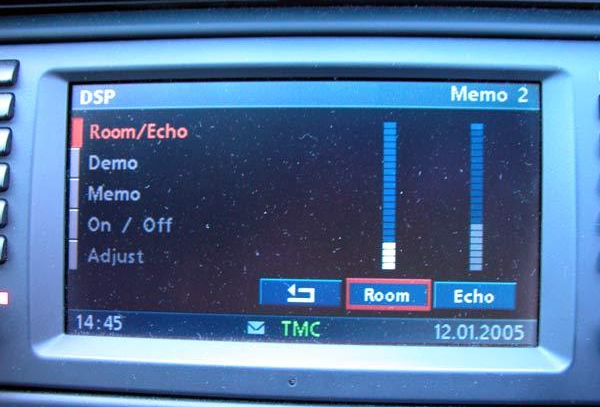 DSP Memo 2
Room/Echo
Demo
Memo
On / Off
Adjust
Room Echo
14:45 TMC 12.01.2005